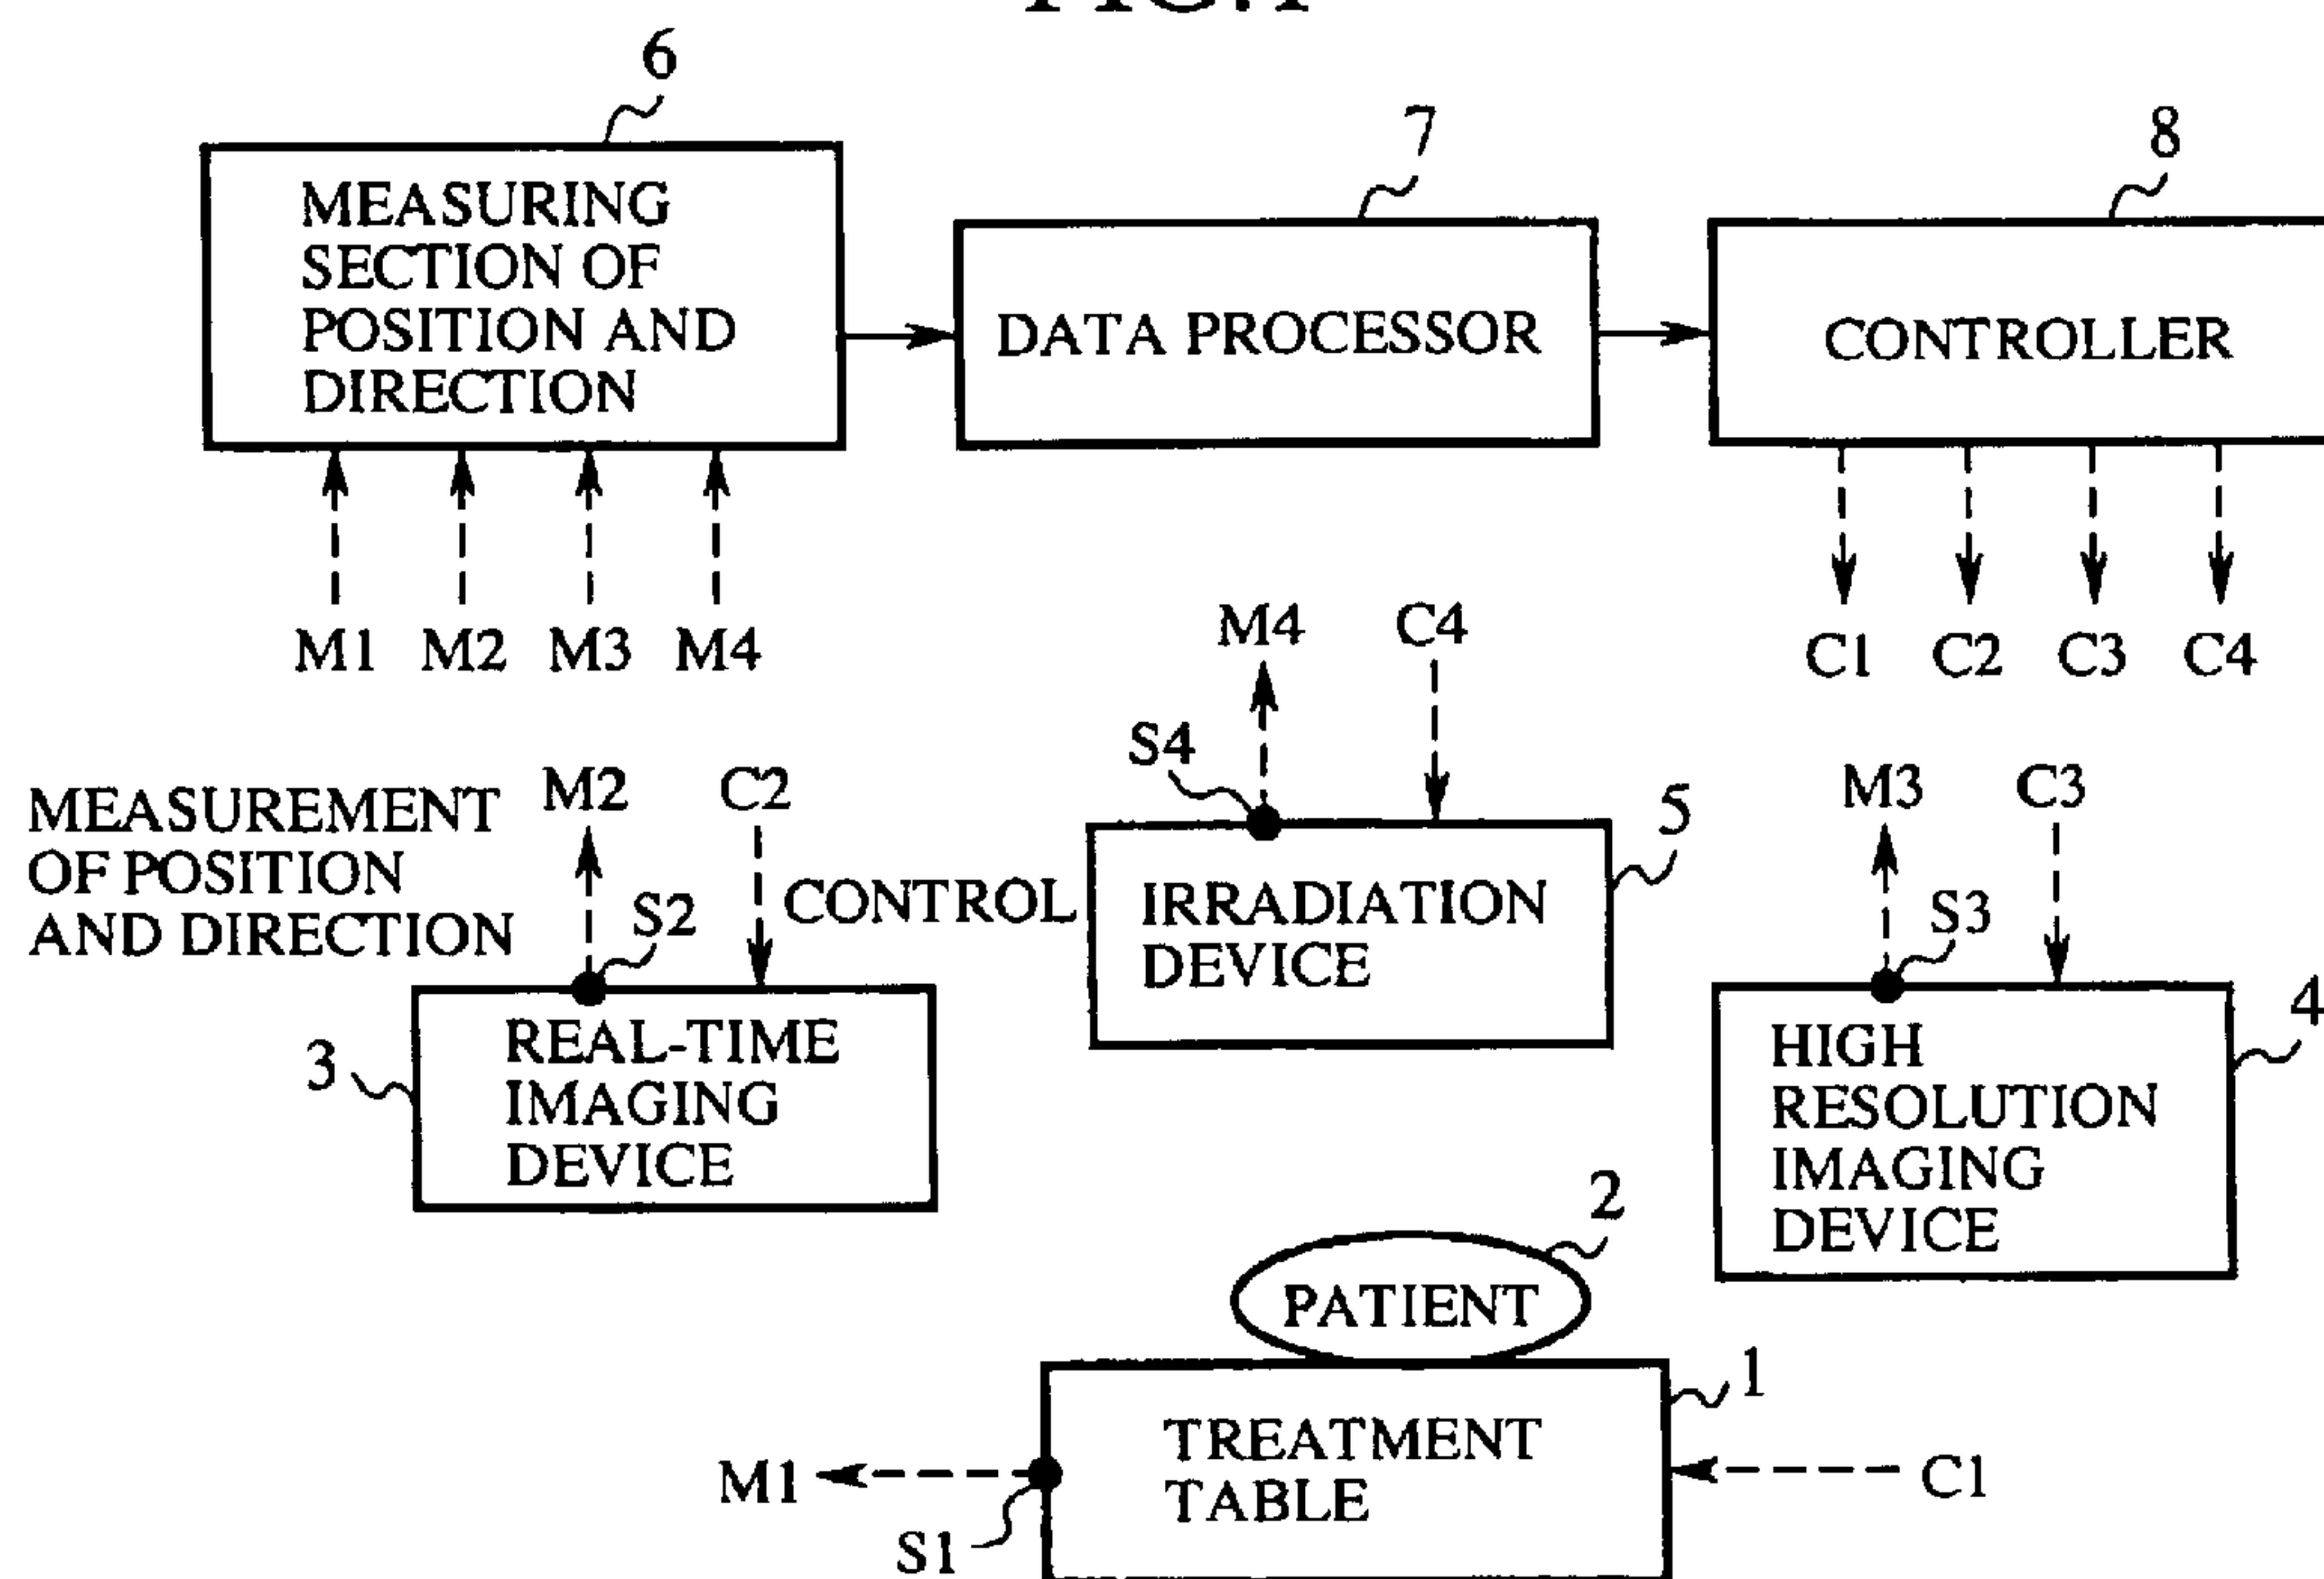 FIG.1
6
7
8
MEASURING
SECTION OF
POSITION AND
DIRECTION
DATA PROCESSOR
CONTROLLER
M1 M2 M3 M4
M4 C4
C1 C2 C3 C4
S4
MEASUREMENT
OF POSITION
AND DIRECTION
M2 C2
S2
CONTROL
5
IRRADIATION
DEVICE
M3 C3
S3
3
REAL-TIME
IMAGING
DEVICE
4
HIGH
RESOLUTION
IMAGING
DEVICE
2
PATIENT
1
TREATMENT
TABLE
M1
C1
S1